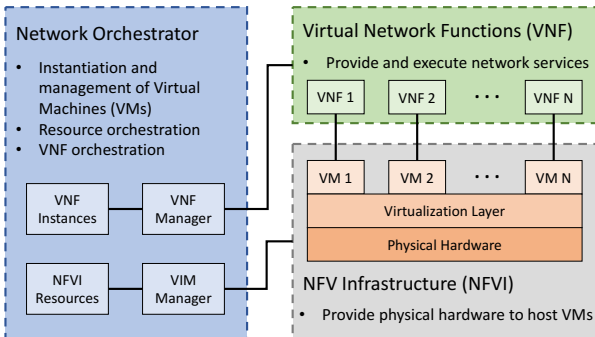 Network Orchestrator
• Instantiation and
management of Virtual
Machines (VMs)
• Resource orchestration
• VNF orchestration
VNF
Instances
VNF
Manager
NFVI
Resources
VIM
Manager
Virtual Network Functions (VNF)
• Provide and execute network services
VNF 1
VNF 2
• • •
VNF N
VM 1
VM 2
• • •
VM N
Virtualization Layer
Physical Hardware
NFV Infrastructure (NFVI)
• Provide physical hardware to host VMs